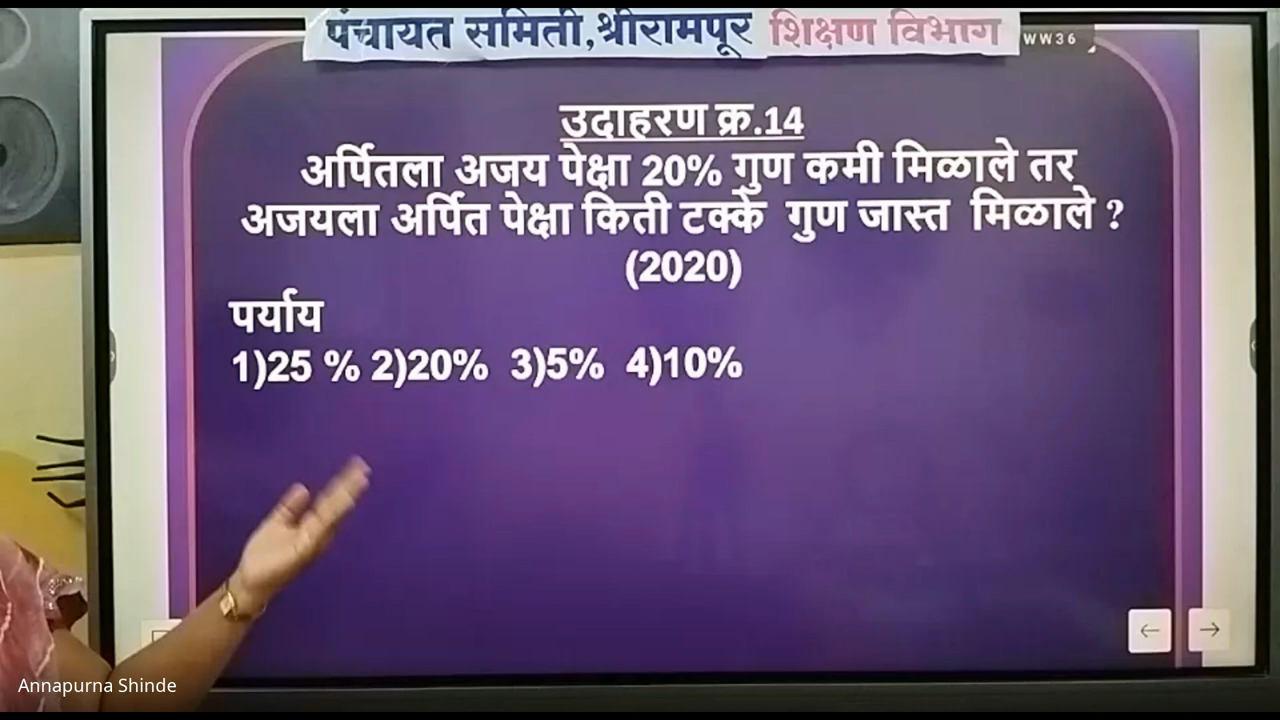 पंचायत समिती,श्रीरामपूर शिक्षण विभाग
WW36
उदाहरण क्र.14
अर्पितला अजय पेक्षा 20% गुण कमी मिळाले तर
अजयला अर्पित पेक्षा किती टक्के गुण जास्त मिळाले ?
(2020)
पर्याय
1)25 % 2)20% 3)5% 4)10%
Annapurna Shinde